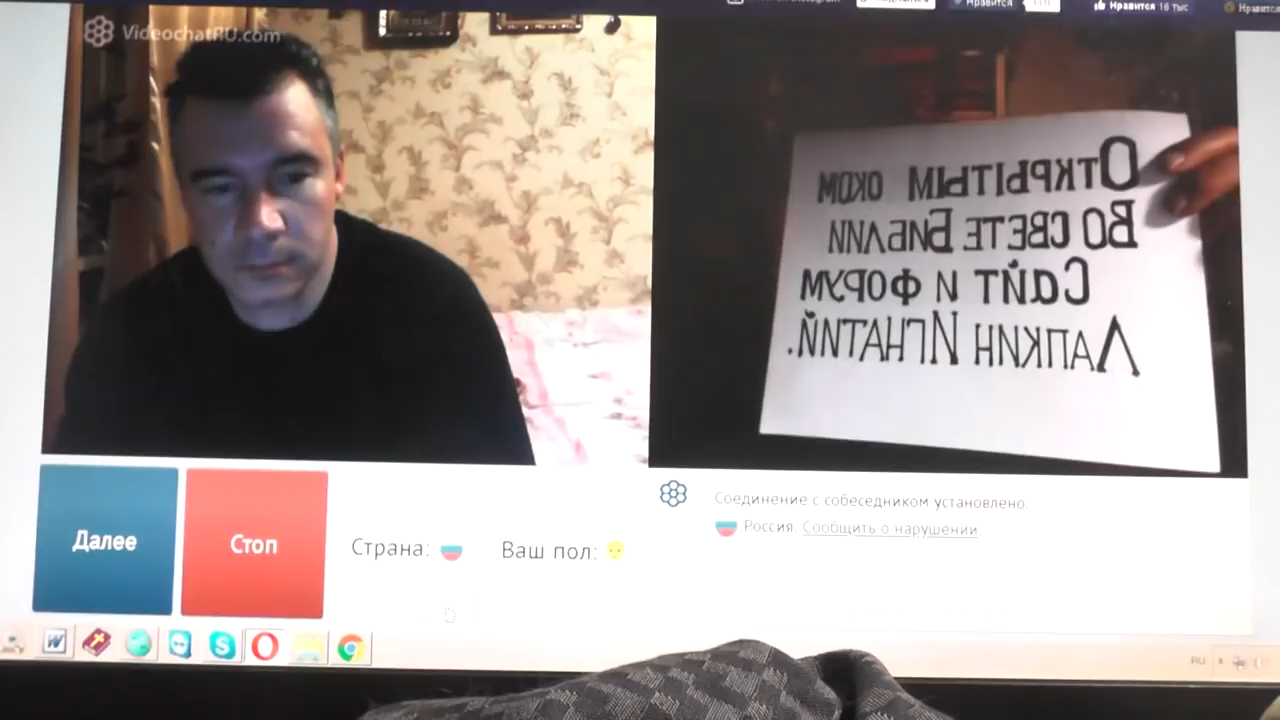 VideochatRU.com
Нравится 16 тыс
Открытым оком
Во свете Библии
Сайт и форум
Лапкин Игнатий.
Соединение с собеседником установлено.
Россия. Сообщить о нарушении.
Далее
Стоп
Страна:
Ваш пол:
W
S
RU